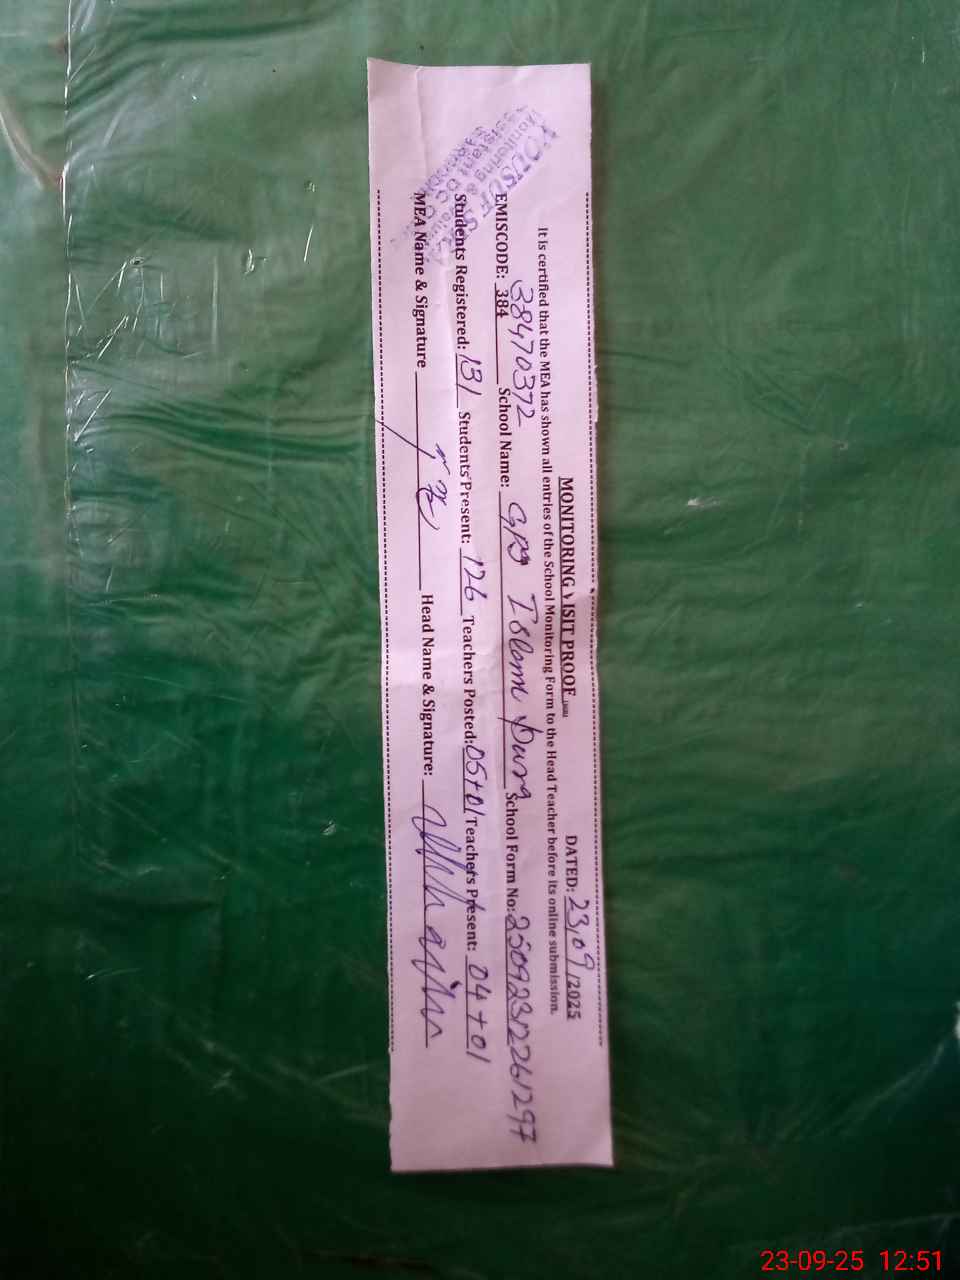 MONITORING VISIT PROOF DATED: 23/09/2025
It is certified that the MEA has shown all entries of the School Monitoring Form to the Head Teacher before its online submission.
38470372
EMISCODE: 384 School Name: GPS Islam pura School Form No: 25092312261297
Students Registered: 131 Students Present: 126 Teachers Posted: 05+01 Teachers Present: 04+01
MEA Name & Signature Head Name & Signature:
YOUSUF
Monitoring &
23-09-25 12:51